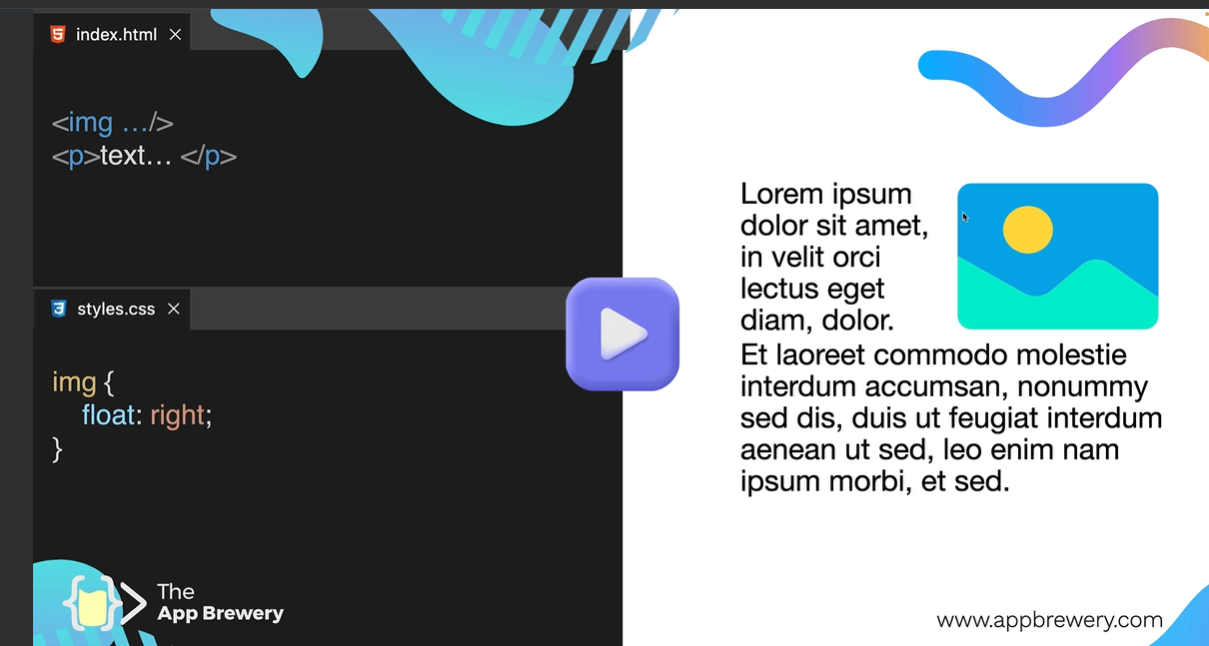 index.html
<img .../>
<p>text... </p>
styles.css
img {
float: right;
}
The
App Brewery
Lorem ipsum
dolor sit amet,
in velit orci
lectus eget
diam, dolor.
Et laoreet commodo molestie
interdum accumsan, nonummy
sed dis, duis ut feugiat interdum
aenean ut sed, leo enim nam
ipsum morbi, et sed.
www.appbrewery.com